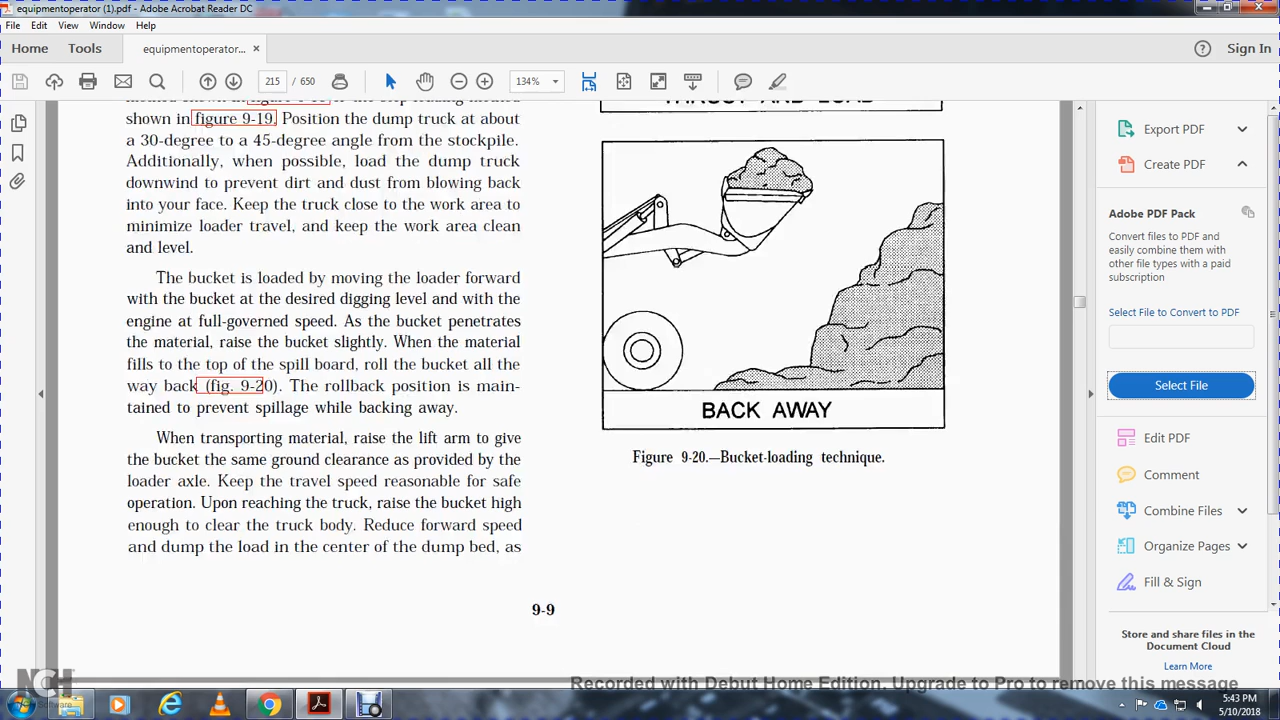 equipmentoperator (1).pdf - Adobe Acrobat Reader DC
File Edit View Window Help
Home Tools equipmentoperator... × Sign In
215 / 650 134%
shown in figure 9-19. Position the dump truck at about
a 30-degree to a 45-degree angle from the stockpile.
Additionally, when possible, load the dump truck
downwind to prevent dirt and dust from blowing back
into your face. Keep the truck close to the work area to
minimize loader travel, and keep the work area clean
and level.
The bucket is loaded by moving the loader forward
with the bucket at the desired digging level and with the
engine at full-governed speed. As the bucket penetrates
the material, raise the bucket slightly. When the material
fills to the top of the spill board, roll the bucket all the
way back (fig. 9-20). The rollback position is main-
tained to prevent spillage while backing away.
When transporting material, raise the lift arm to give
the bucket the same ground clearance as provided by the
loader axle. Keep the travel speed reasonable for safe
operation. Upon reaching the truck, raise the bucket high
enough to clear the truck body. Reduce forward speed
and dump the load in the center of the dump bed, as
THRUST AND LOAD
BACK AWAY
Figure 9-20.—Bucket-loading technique.
9-9
Export PDF
Create PDF
Adobe PDF Pack
Convert files to PDF and
easily combine them with
other file types with a paid
subscription
Select File to Convert to PDF
Select File
Edit PDF
Comment
Combine Files
Organize Pages
Fill & Sign
Store and share files in the
Document Cloud
Learn More
NCH
Software
Recorded with Debut Home Edition. Upgrade to Pro to remove this message
5:43 PM
5/10/2018